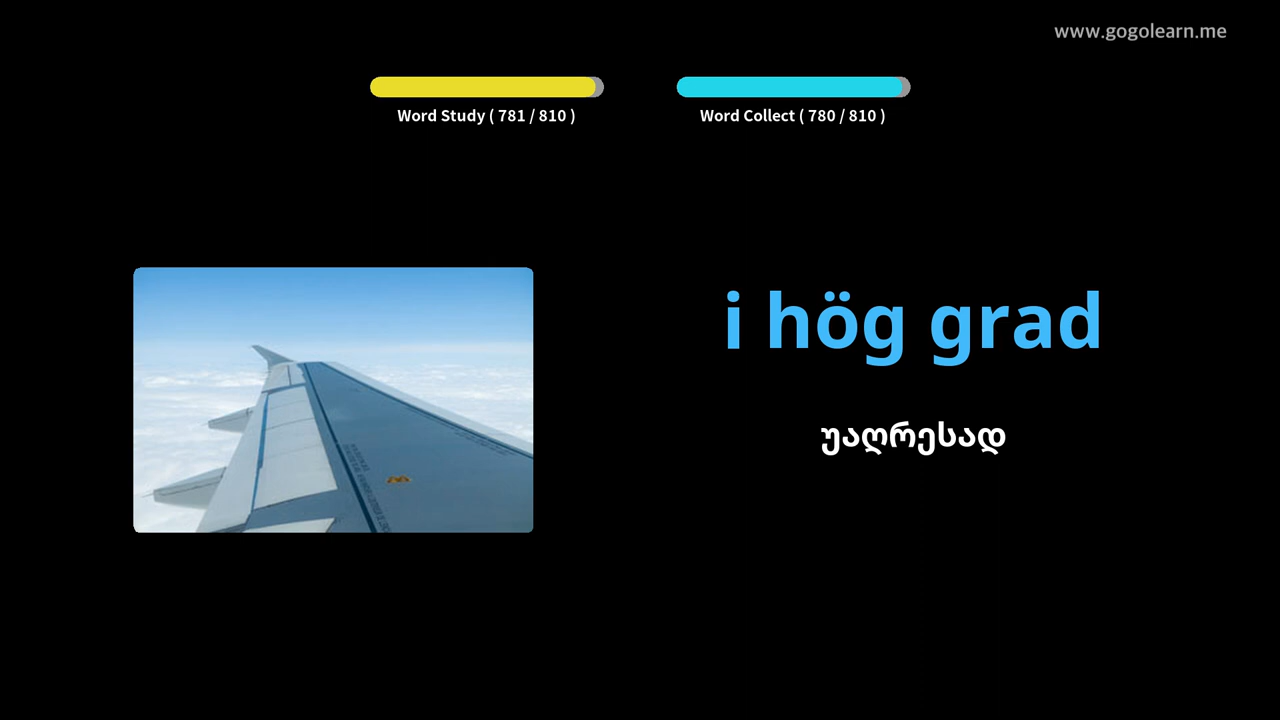 www.gogolearn.me
Word Study ( 781 / 810 )
Word Collect ( 780 / 810 )
i hög grad
უაღრესად